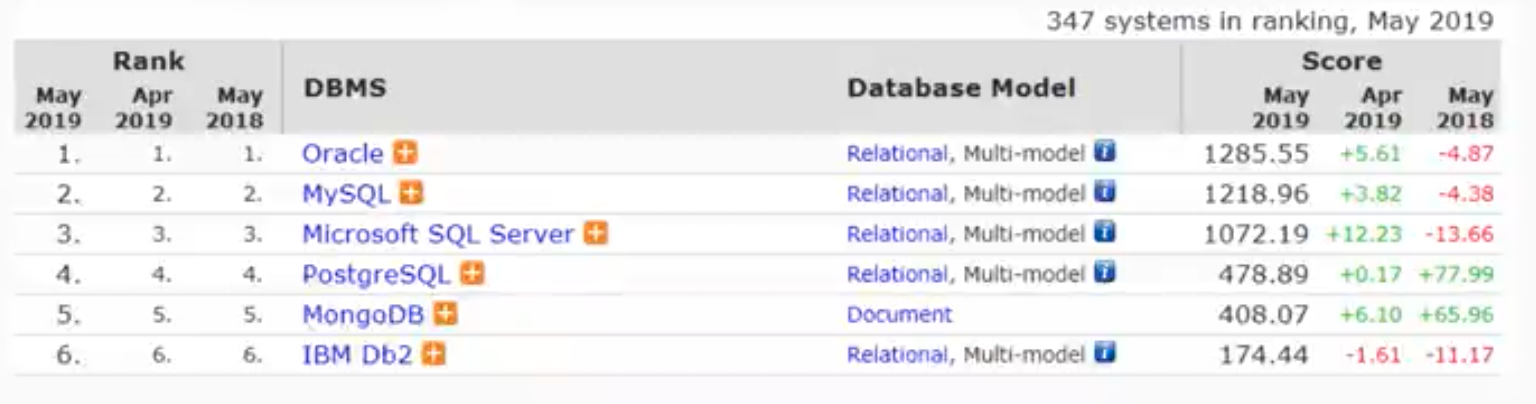 347 systems in ranking, May 2019
Rank DBMS Database Model Score
May 2019 Apr 2019 May 2018 May 2019 Apr 2019 May 2018
1. 1. 1. Oracle Relational, Multi-model 1285.55 +5.61 -4.87
2. 2. 2. MySQL Relational, Multi-model 1218.96 +3.82 -4.38
3. 3. 3. Microsoft SQL Server Relational, Multi-model 1072.19 +12.23 -13.66
4. 4. 4. PostgreSQL Relational, Multi-model 478.89 +0.17 +77.99
5. 5. 5. MongoDB Document 408.07 +6.10 +65.96
6. 6. 6. IBM Db2 Relational, Multi-model 174.44 -1.61 -11.17